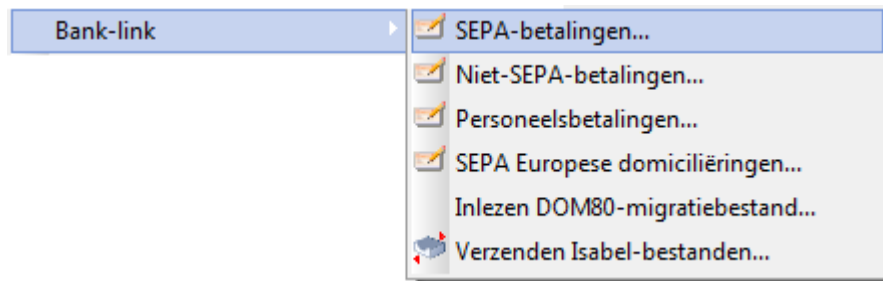 Bank-link
SEPA-betalingen...
Niet-SEPA-betalingen...
Personeelsbetalingen...
SEPA Europese domiciliëringen...
Inlezen DOM80-migratiebestand...
Verzenden Isabel-bestanden...